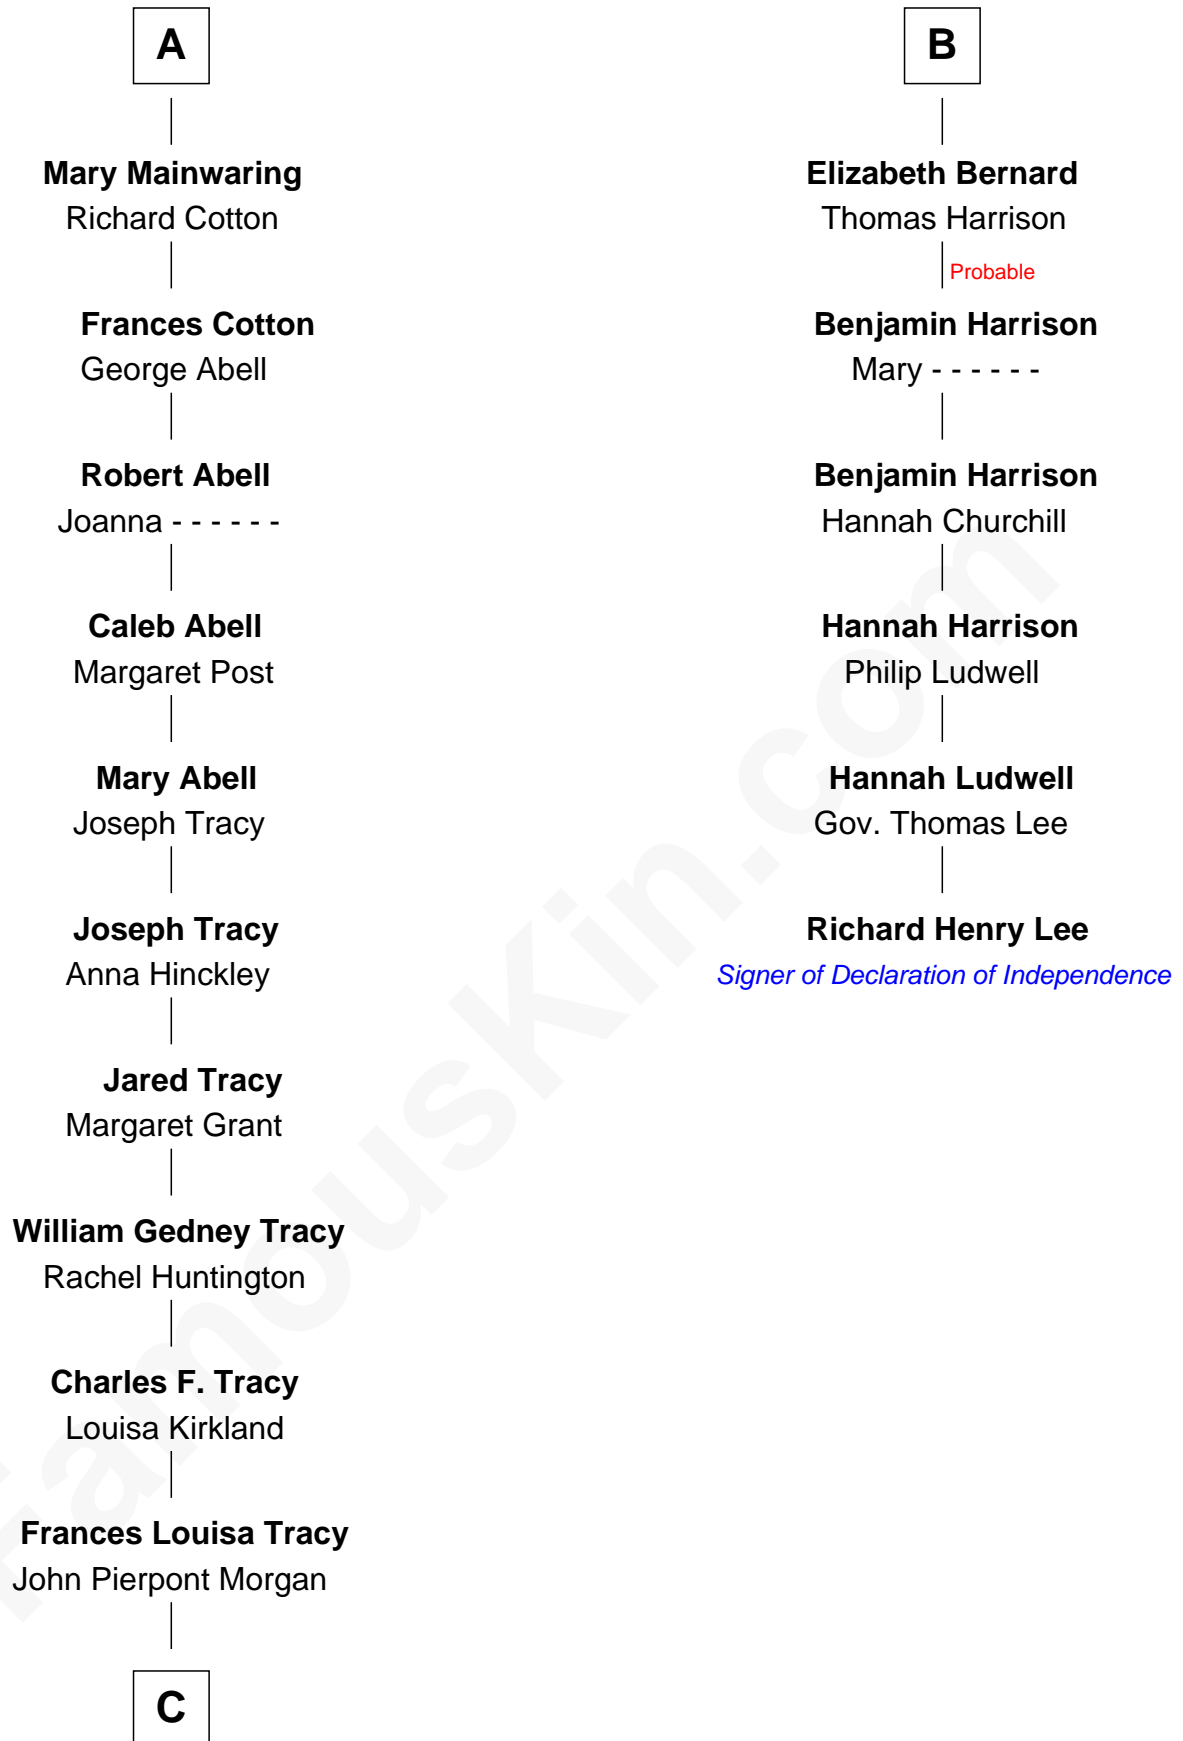 A
Mary Mainwaring
Richard Cotton
Frances Cotton
George Abell
Robert Abell
Joanna - - - - - -
Caleb Abell
Margaret Post
Mary Abell
Joseph Tracy
Joseph Tracy
Anna Hinckley
Jared Tracy
Margaret Grant
William Gedney Tracy
Rachel Huntington
Charles F. Tracy
Louisa Kirkland
Frances Louisa Tracy
John Pierpont Morgan
C
B
Elizabeth Bernard
Thomas Harrison
Probable
Benjamin Harrison
Mary - - - - - -
Benjamin Harrison
Hannah Churchill
Hannah Harrison
Philip Ludwell
Hannah Ludwell
Gov. Thomas Lee
Richard Henry Lee
Signer of Declaration of Independence
FamousKin.com